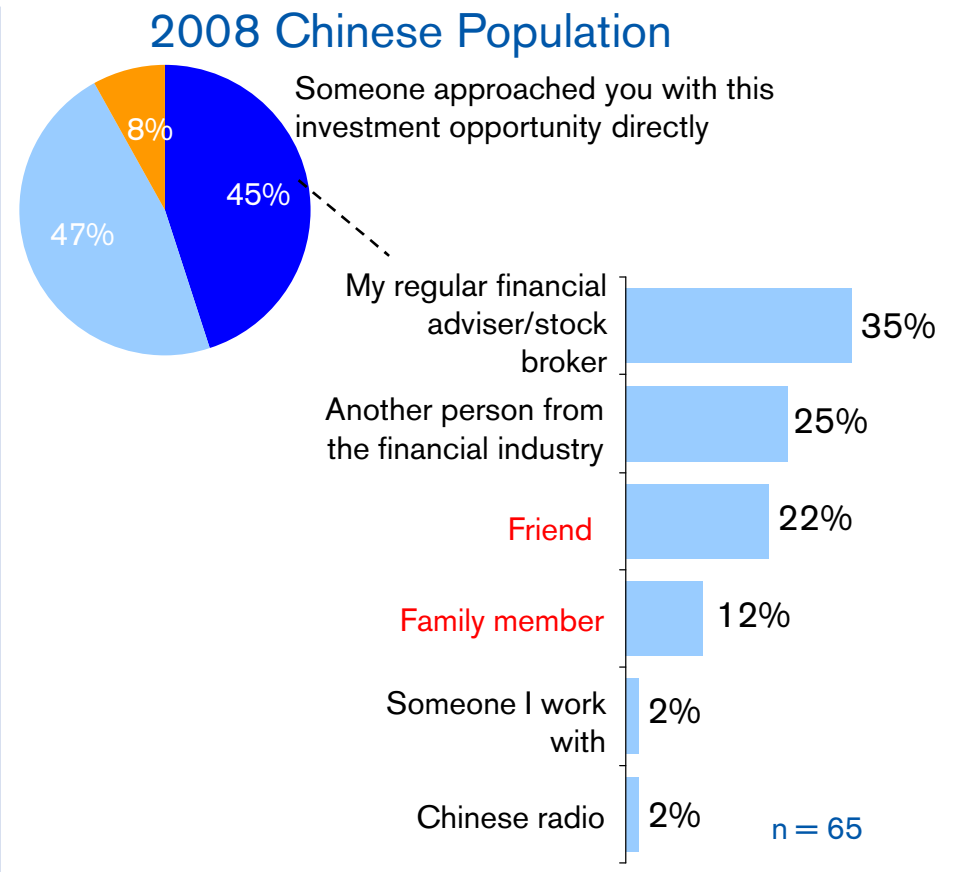 2008 Chinese Population
Someone approached you with this
investment opportunity directly
8%
45%
47%
My regular financial
adviser/stock
broker
35%
Another person from
the financial industry
25%
Friend
22%
Family member
12%
Someone I work
with
2%
Chinese radio
2%
n = 65